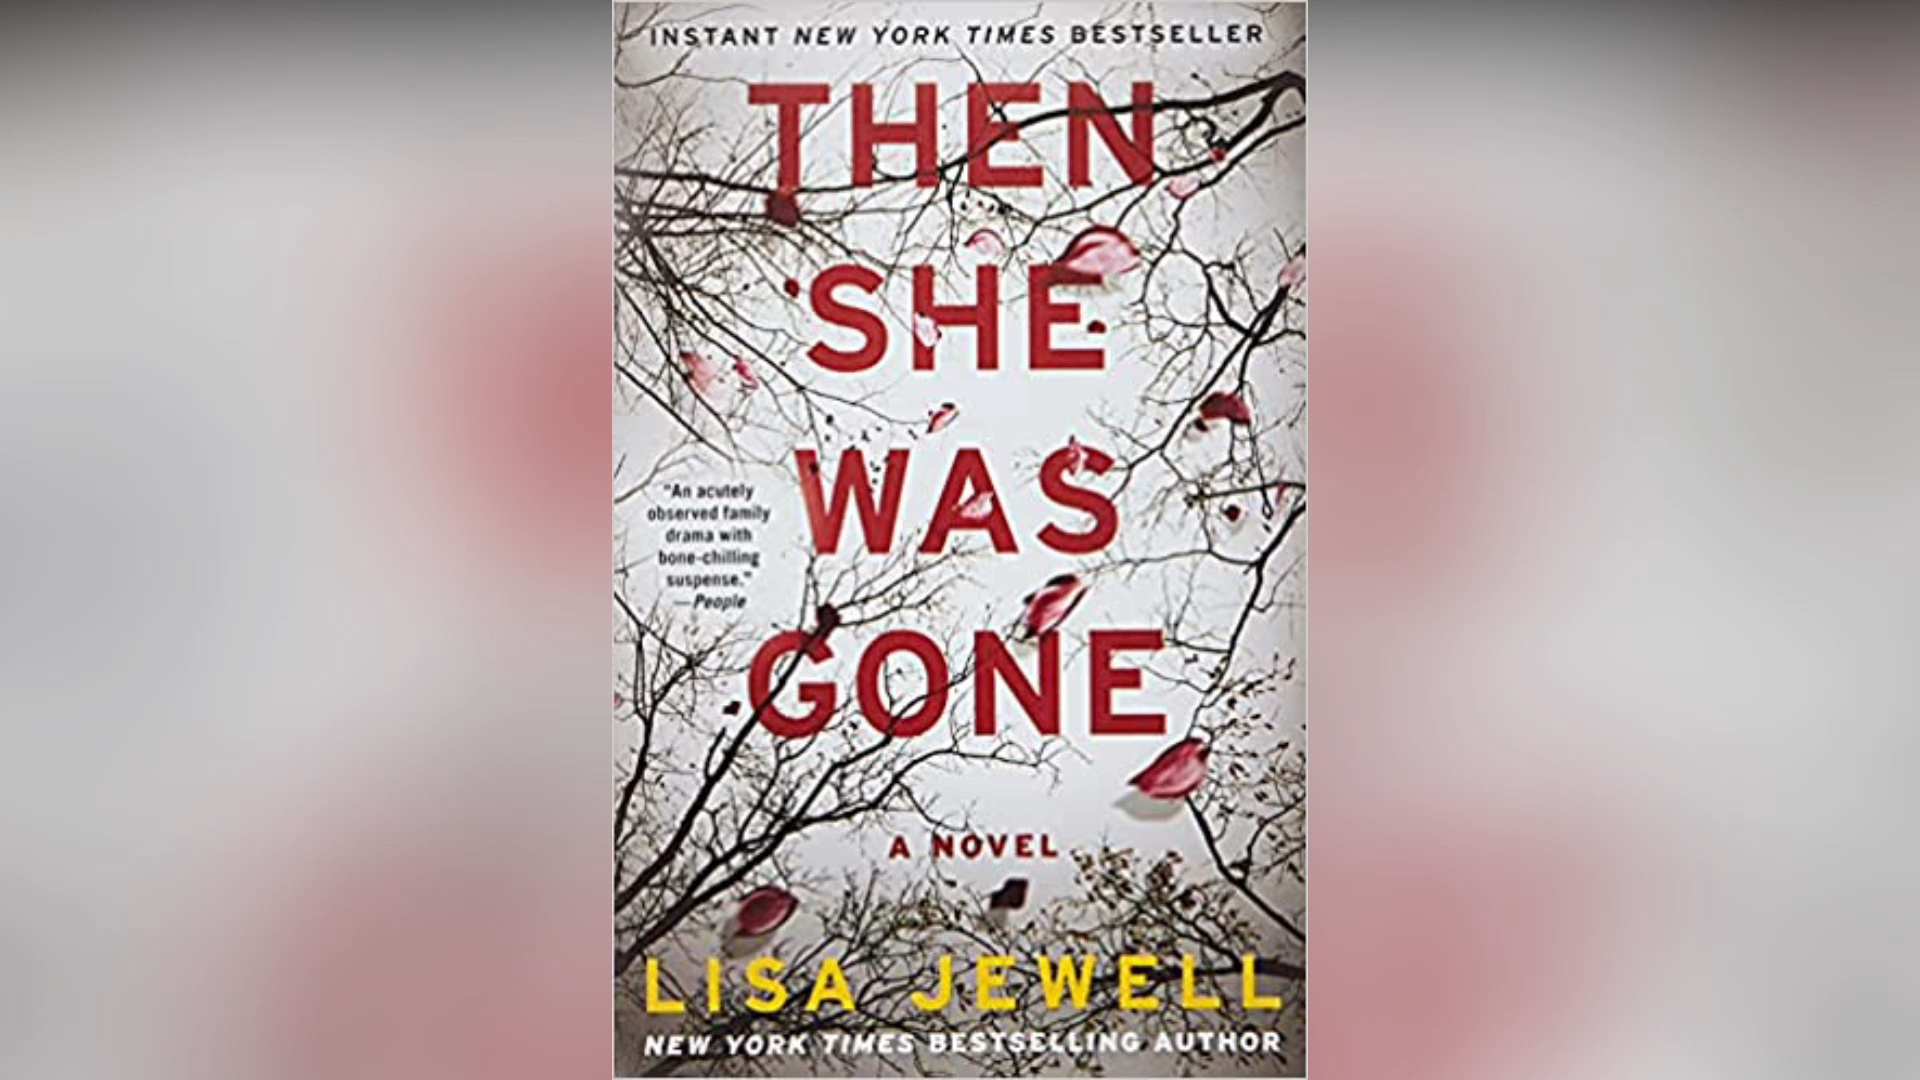 INSTANT NEW YORK TIMES BESTSELLER
THEN
SHE
WAS
GONE
"An acutely
observed family
drama with
bone-chilling
suspense."
—People
A NOVEL
LISA JEWELL
NEW YORK TIMES BESTSELLING AUTHOR